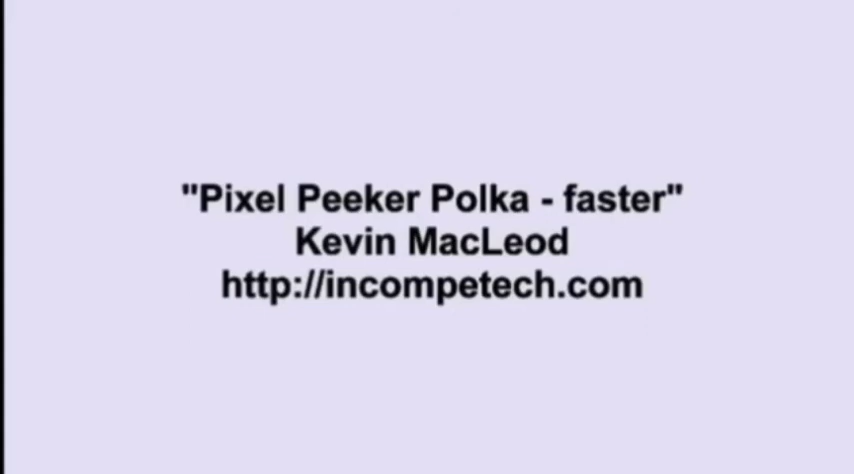 "Pixel Peeker Polka - faster"
Kevin MacLeod
http://incompetech.com